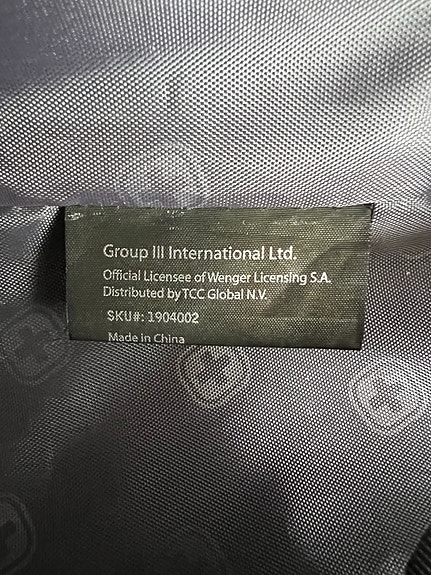 Group III International Ltd.
Official Licensee of Wenger Licensing S.A.
Distributed by TCC Global N.V.
SKU#: 1904002
Made in China